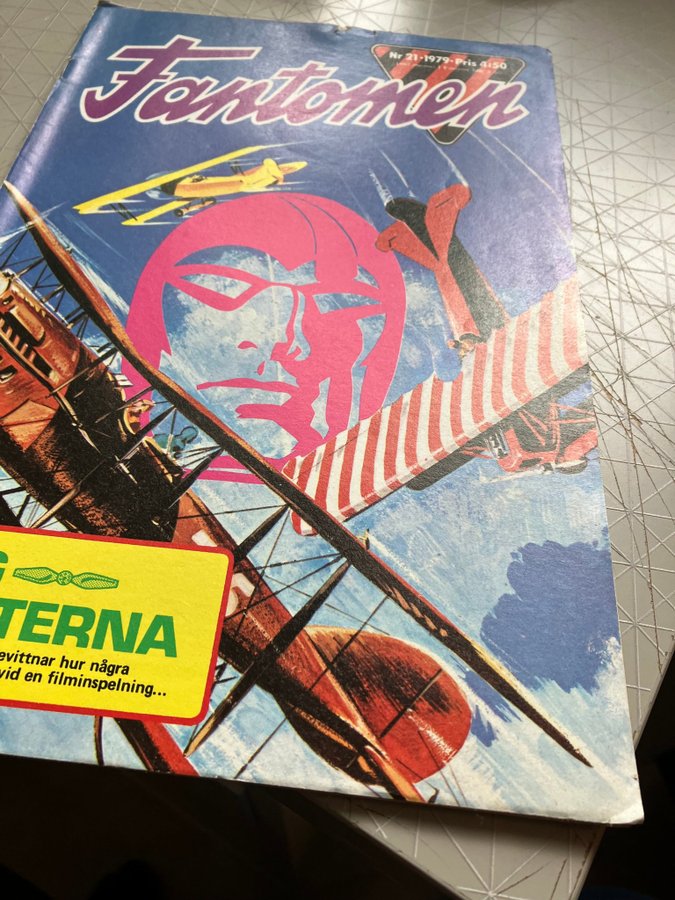 Fantomen
Nr 21·1979·Pris 4:50
G
TERNA
evittnar hur några
vid en filminspelning...